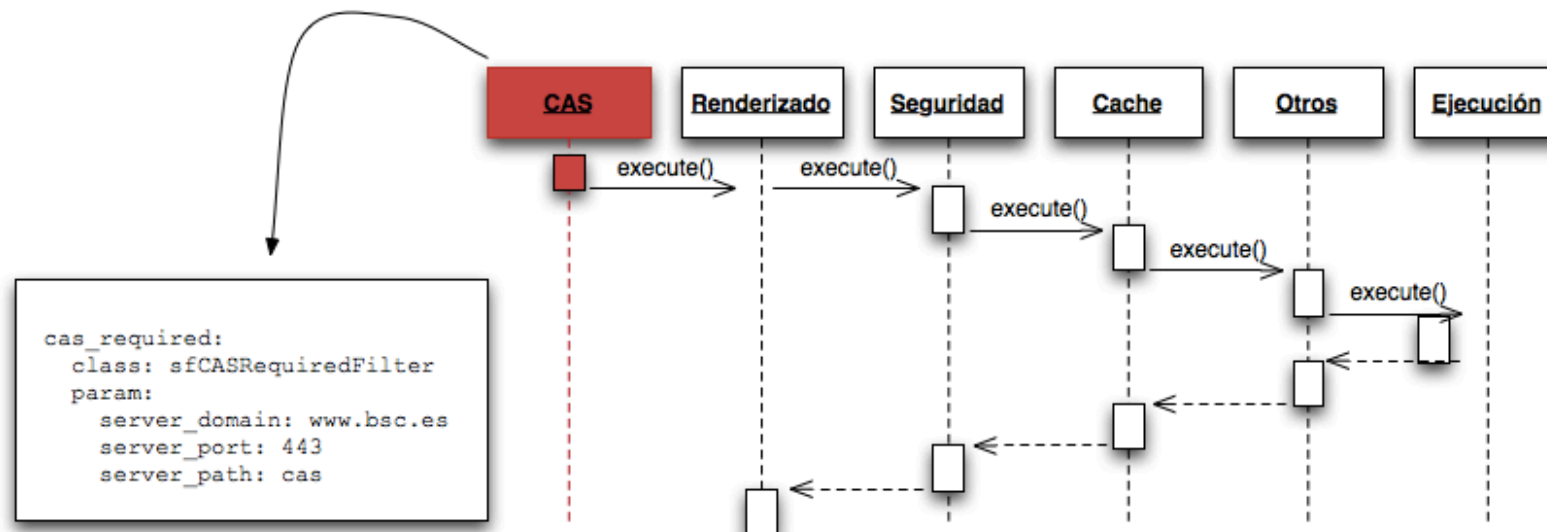 CAS
Renderizado
Seguridad
Cache
Otros
Ejecución
execute()
execute()
execute()
execute()
execute()
cas_required:
class: sfCASRequiredFilter
param:
server_domain: www.bsc.es
server_port: 443
server_path: cas